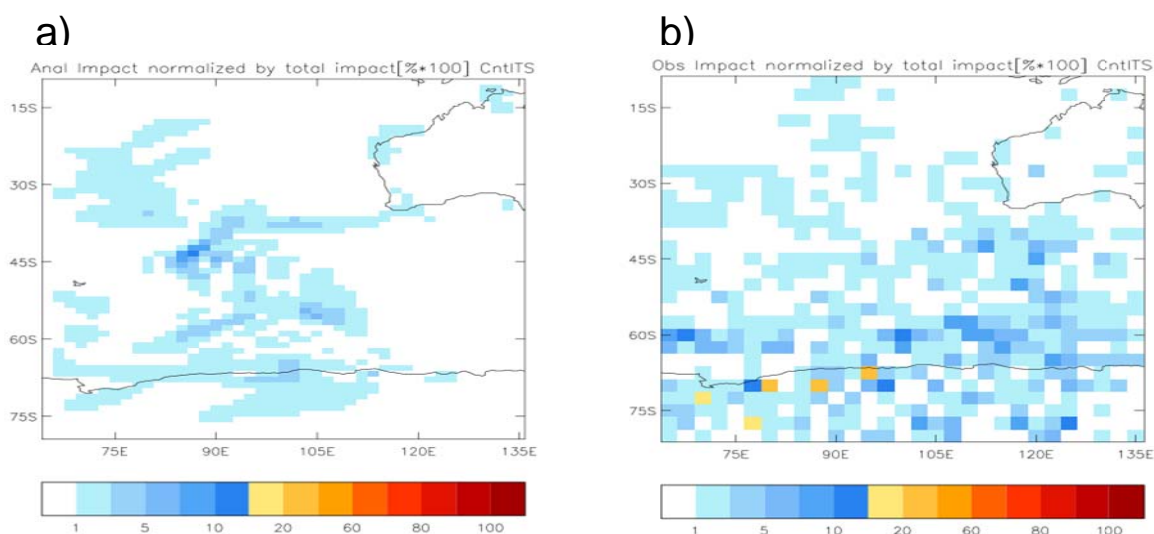 a)
b)
Anal Impact normalized by total impact[%*100] CntlTS
Obs Impact normalized by total impact[%*100] CntlTS
15S
30S
45S
60S
75S
75E 90E 105E 120E 135E
1 5 10 20 60 80 100
15S
30S
45S
60S
75S
75E 90E 105E 120E 135E
1 5 10 20 60 80 100